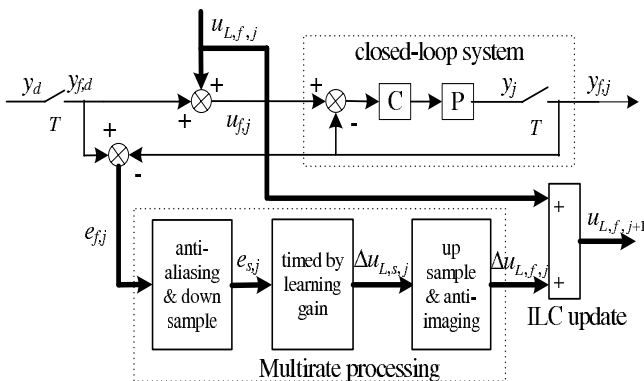 u_{L,f,j}
closed-loop system
y_d
y_{f,d}
T
+
+
u_{f,j}
+
-
C
P
y_j
T
y_{f,j}
+
-
e_{f,j}
anti-
aliasing
& down
sample
e_{s,j}
timed by
learning
gain
Δu_{L,s,j}
up
sample
& anti-
imaging
Δu_{L,f,j}
+
+
u_{L,f,j+1}
ILC update
Multirate processing